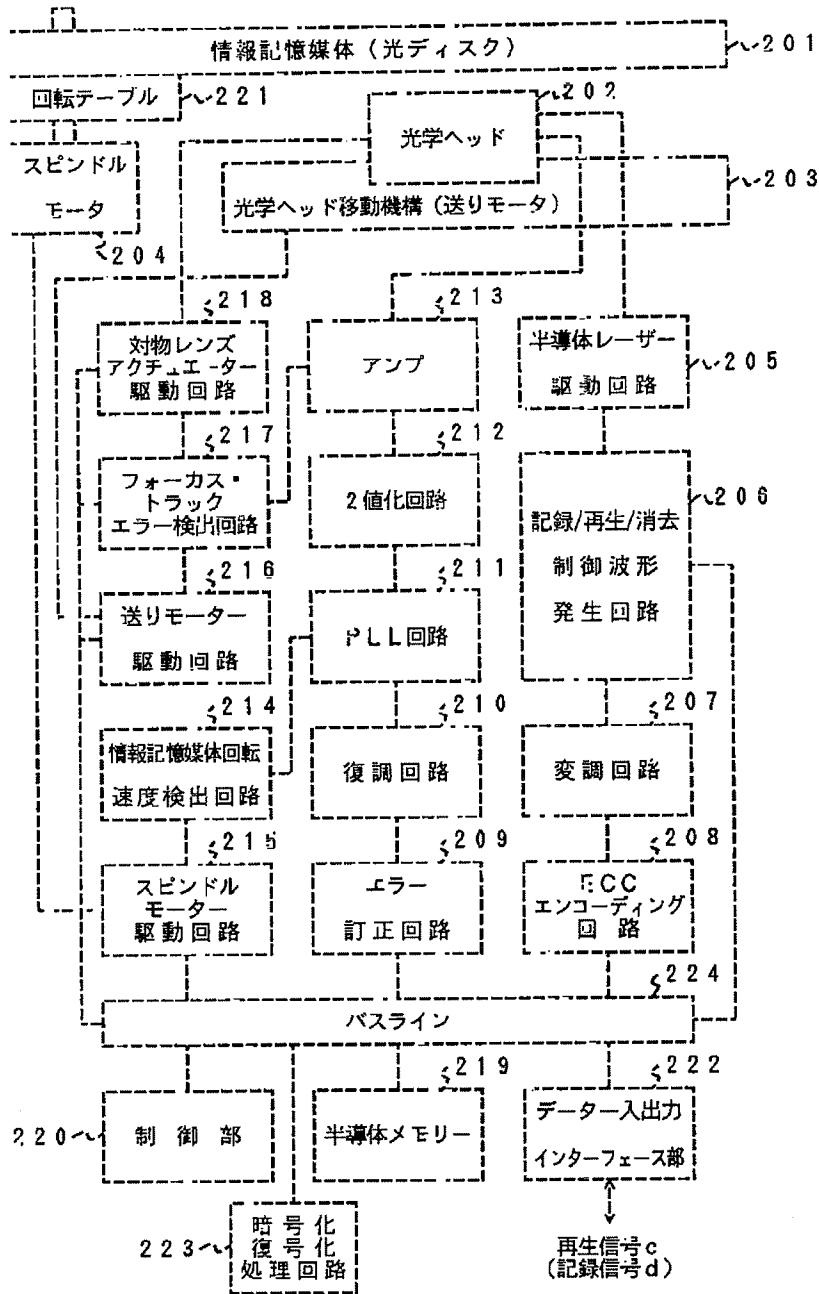 情報記憶媒体（光ディスク）
201
回転テーブル
221
202
光学ヘッド
スピンドル
モータ
203
光学ヘッド移動機構（送りモータ）
204
218
213
対物レンズ
アクチュエーター
駆動回路
アンプ
半導体レーザー
駆動回路
205
217
212
フォーカス・
トラック
エラー検出回路
2値化回路
記録/再生/消去
制御波形
発生回路
206
216
211
送りモーター
駆動回路
PLL回路
214
210
207
情報記憶媒体回転
速度検出回路
復調回路
変調回路
215
209
208
スピンドル
モーター
駆動回路
エラー
訂正回路
ECC
エンコーディング
回路
224
バスライン
219
222
220
制御部
半導体メモリー
データー入出力
インターフェース部
223
暗号化
復号化
処理回路
再生信号c
（記録信号d）